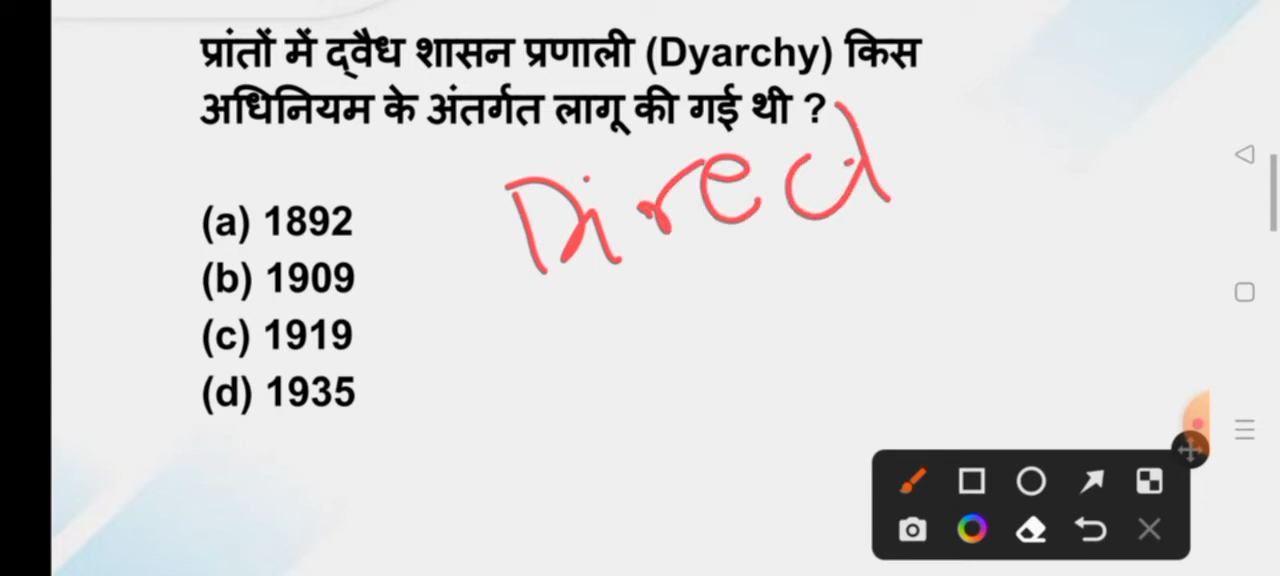 प्रांतों में द्वैध शासन प्रणाली (Dyarchy) किस
अधिनियम के अंतर्गत लागू की गई थी ?
Direct
(a) 1892
(b) 1909
(c) 1919
(d) 1935